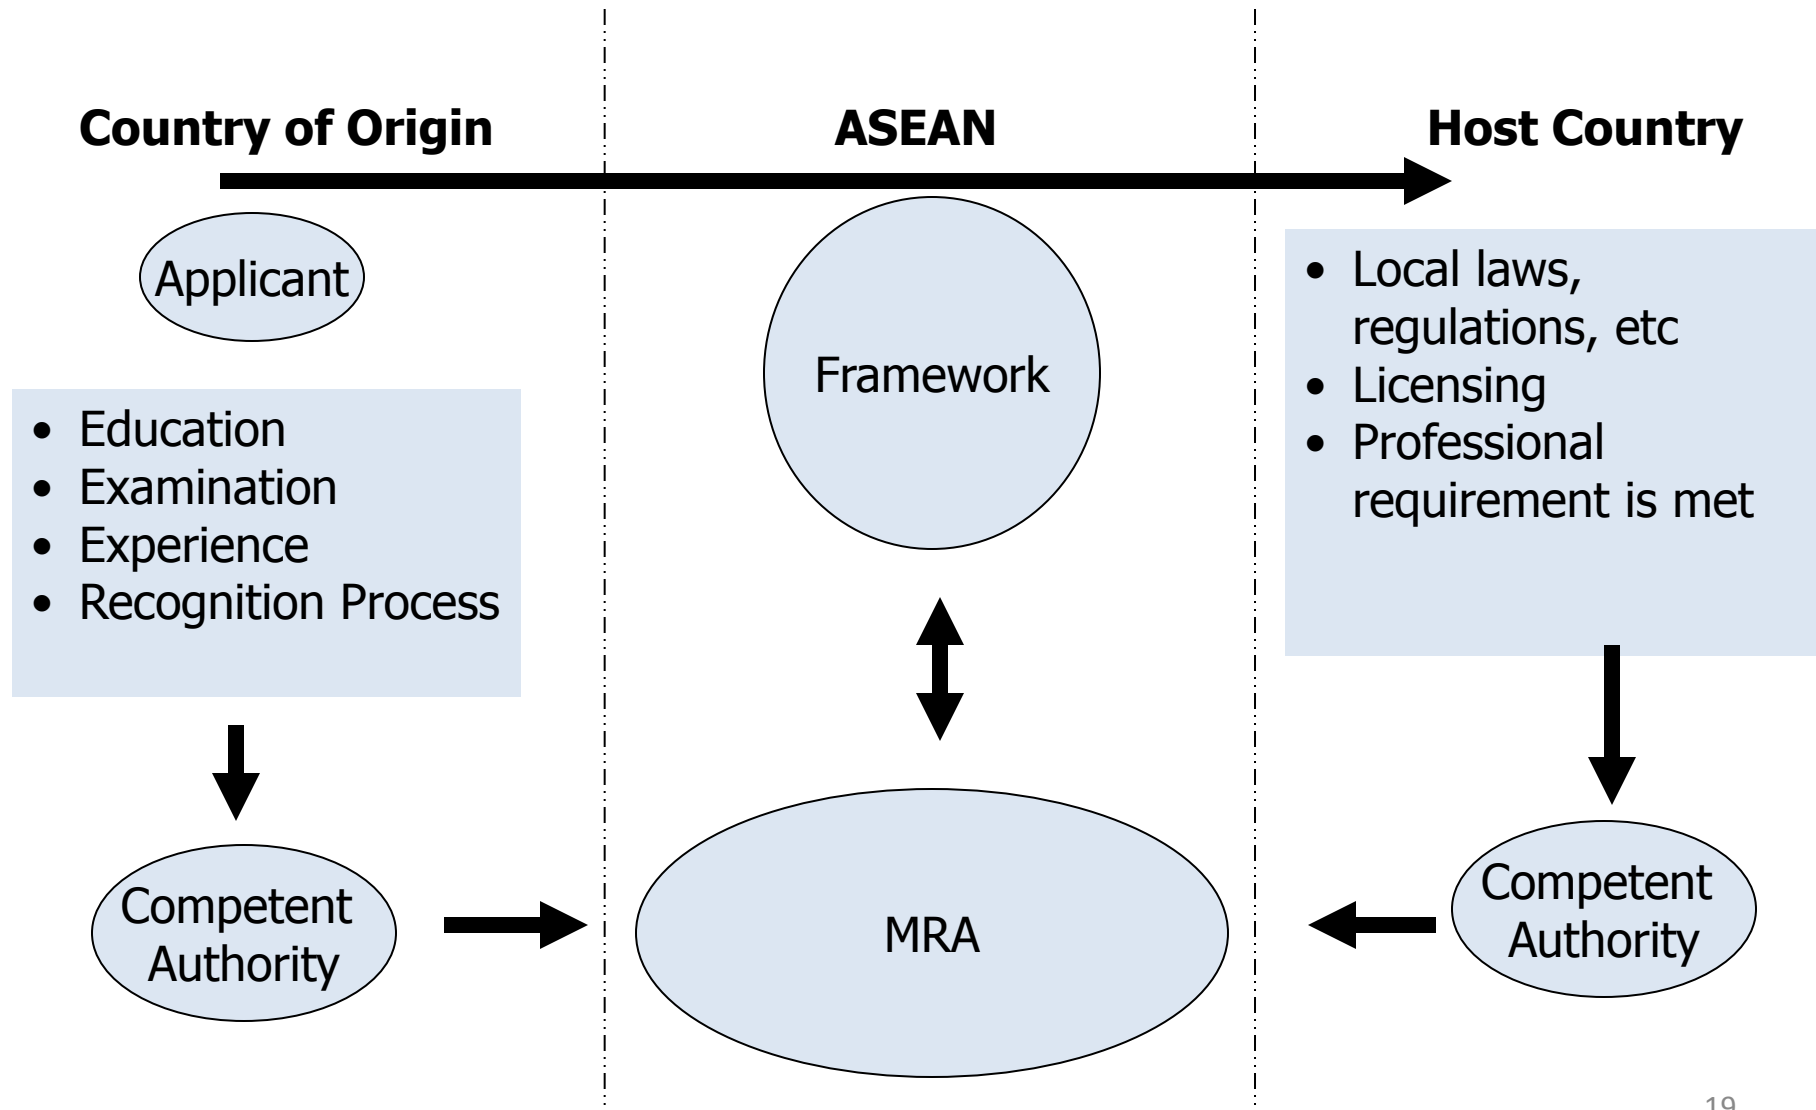 Country of Origin
ASEAN
Host Country
Applicant
• Education
• Examination
• Experience
• Recognition Process
Competent
Authority
Framework
MRA
• Local laws,
regulations, etc
• Licensing
• Professional
requirement is met
Competent
Authority
19